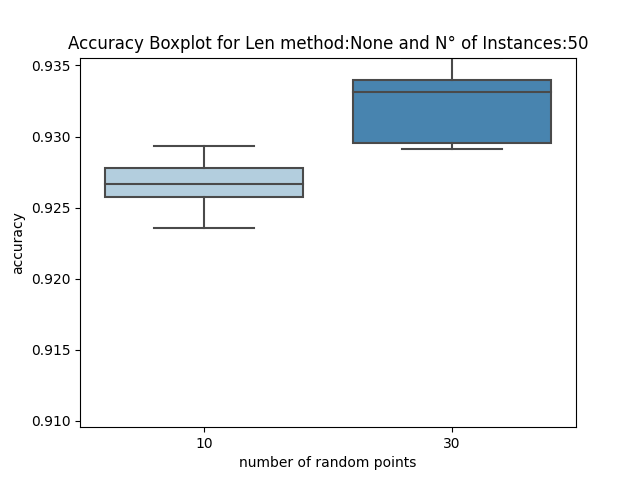 Accuracy Boxplot for Len method:None and N° of Instances:50
0.935
0.930
0.925
0.920
0.915
0.910
accuracy
10 30
number of random points